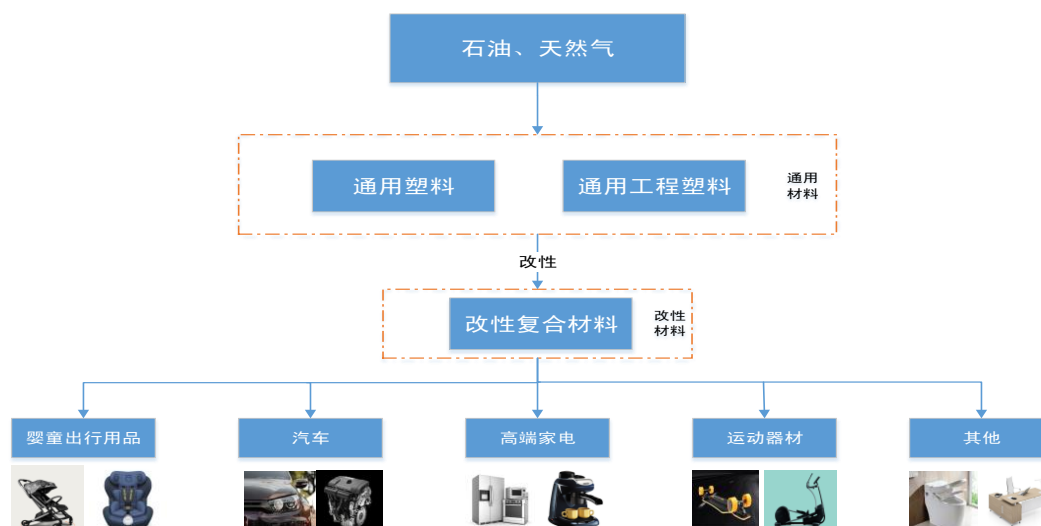 石油、天然气
通用塑料
通用工程塑料
通用
材料
改性
改性复合材料
改性
材料
婴童出行用品
汽车
高端家电
运动器材
其他